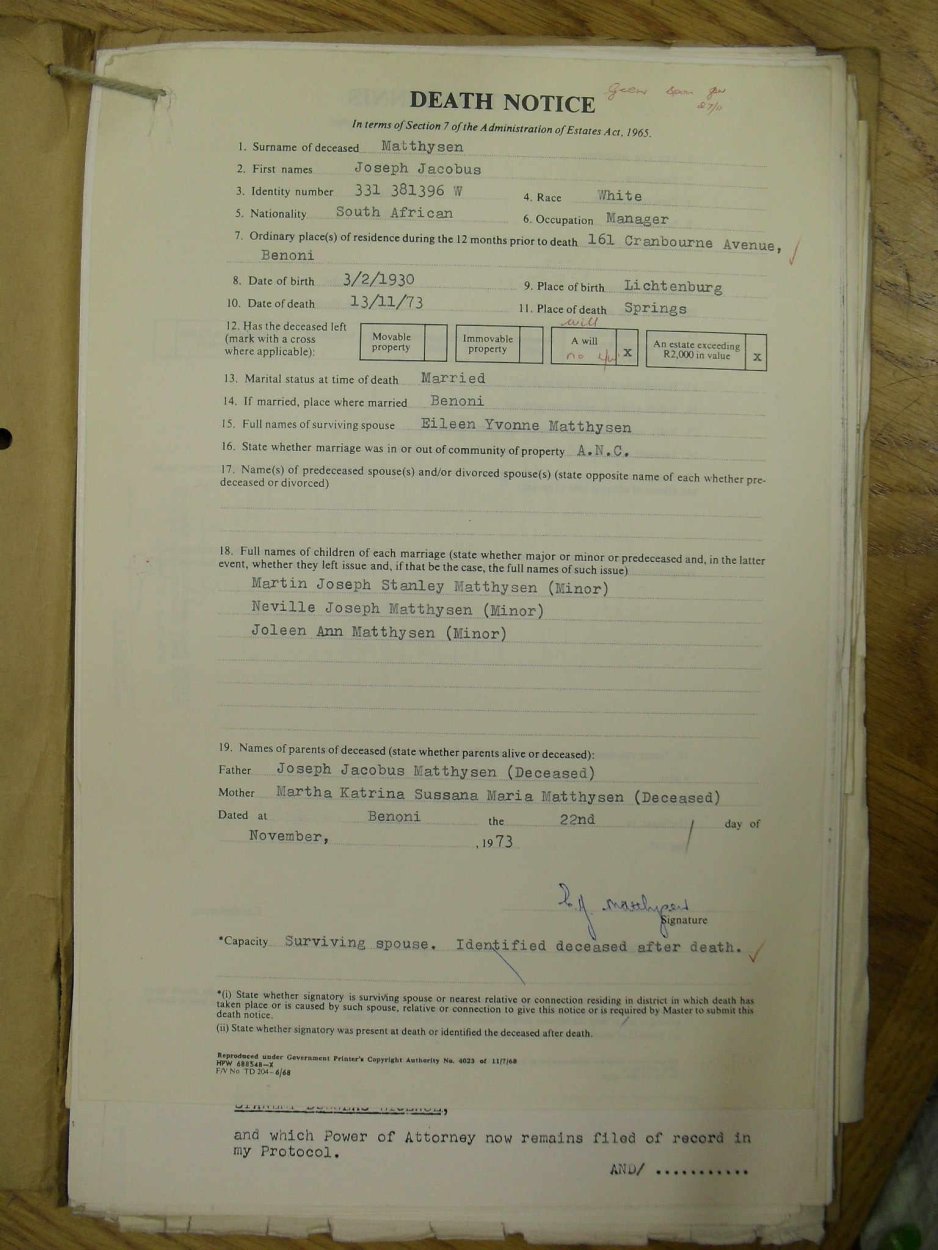 DEATH NOTICE
In terms of Section 7 of the Administration of Estates Act, 1965.
1. Surname of deceased Matthysen
2. First names Joseph Jacobus
3. Identity number 331 381396 W 4. Race White
5. Nationality South African 6. Occupation Manager
7. Ordinary place(s) of residence during the 12 months prior to death 161 Cranbourne Avenue,
Benoni
8. Date of birth 3/2/1930 9. Place of birth Lichtenburg
10. Date of death 13/11/73 11. Place of death Springs
will
12. Has the deceased left
(mark with a cross
where applicable):
Movable
property
Immovable
property
A will
no
X
An estate exceeding
R2,000 in value
X
13. Marital status at time of death Married
14. If married, place where married Benoni
15. Full names of surviving spouse Eileen Yvonne Matthysen
16. State whether marriage was in or out of community of property A.N.C.
17. Name(s) of predeceased spouse(s) and/or divorced spouse(s) (state opposite name of each whether pre-
deceased or divorced)
18. Full names of children of each marriage (state whether major or minor or predeceased and, in the latter
event, whether they left issue and, if that be the case, the full names of such issue)
Martin Joseph Stanley Matthysen (Minor)
Neville Joseph Matthysen (Minor)
Joleen Ann Matthysen (Minor)
19. Names of parents of deceased (state whether parents alive or deceased):
Father Joseph Jacobus Matthysen (Deceased)
Mother Martha Katrina Sussana Maria Matthysen (Deceased)
Dated at Benoni the 22nd day of
November, , 1973
E.Y. Matthysen
Signature
*Capacity Surviving spouse. Identified deceased after death.
*(i) State whether signatory is surviving spouse or nearest relative or connection residing in district in which death has
taken place or is caused by such spouse, relative or connection to give this notice or is required by Master to submit this
death notice.
(ii) State whether signatory was present at death or identified the deceased after death.
Reproduced under Government Printer's Copyright Authority No. 4023 of 11/7/68
HPW 688548—X
F/V No TD 204—6/68
and which Power of Attorney now remains filed of record in
my Protocol.
AND/ ...........